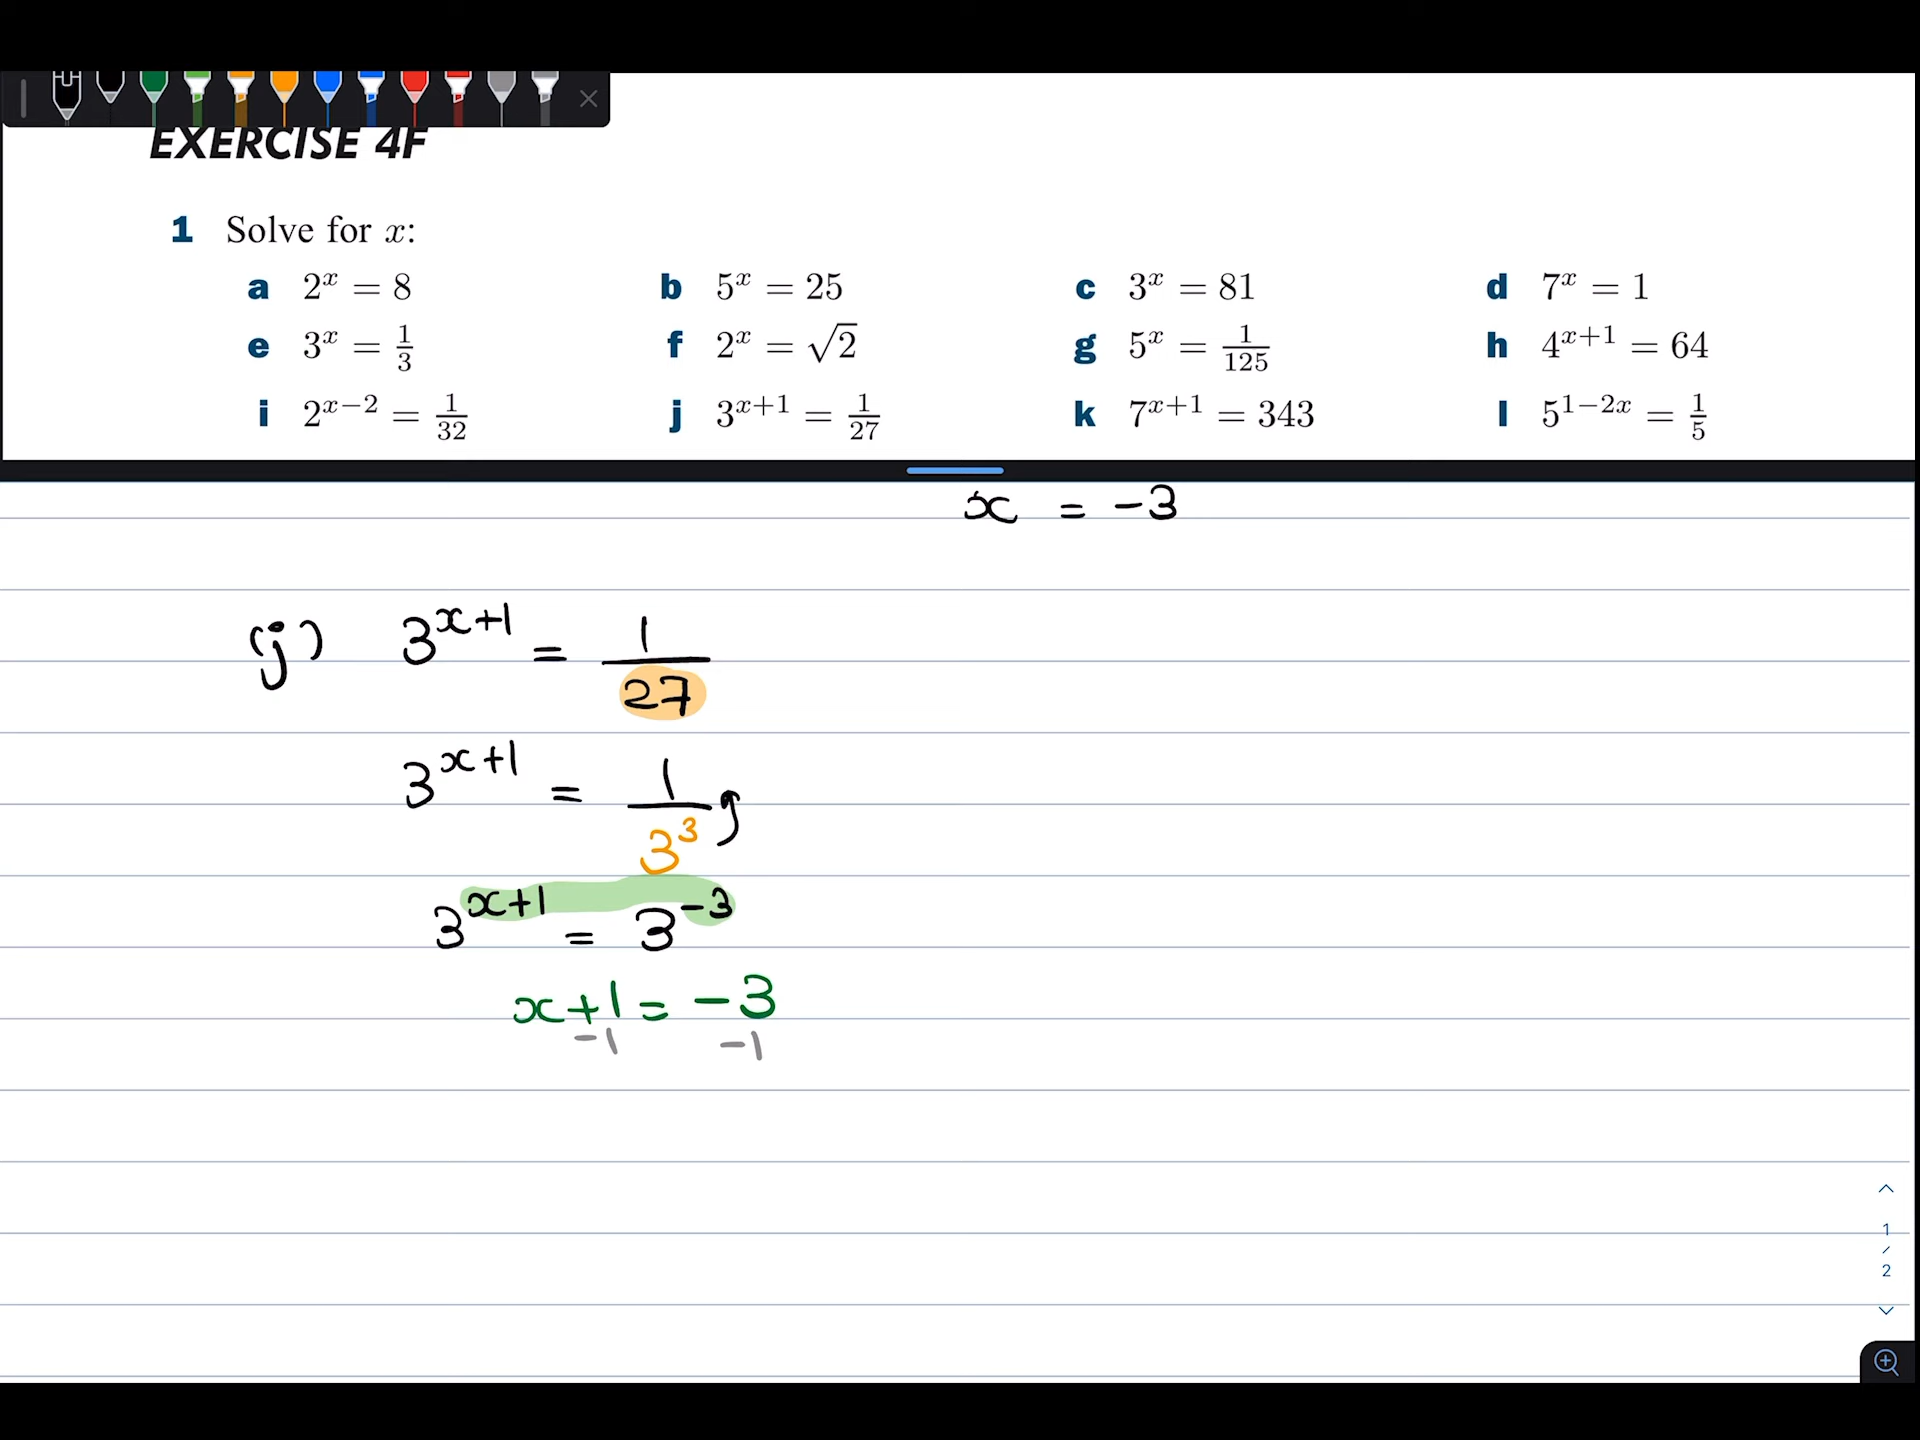 EXERCISE 4F
1 Solve for x:
a 2^x = 8 b 5^x = 25 c 3^x = 81 d 7^x = 1
e 3^x = 1/3 f 2^x = √2 g 5^x = 1/125 h 4^(x+1) = 64
i 2^(x−2) = 1/32 j 3^(x+1) = 1/27 k 7^(x+1) = 343 l 5^(1−2x) = 1/5
x = -3
(j) 3^(x+1) = 1/27
3^(x+1) = 1/3^3
3^(x+1) = 3^(-3)
x+1 = -3
-1 -1
1
/
2